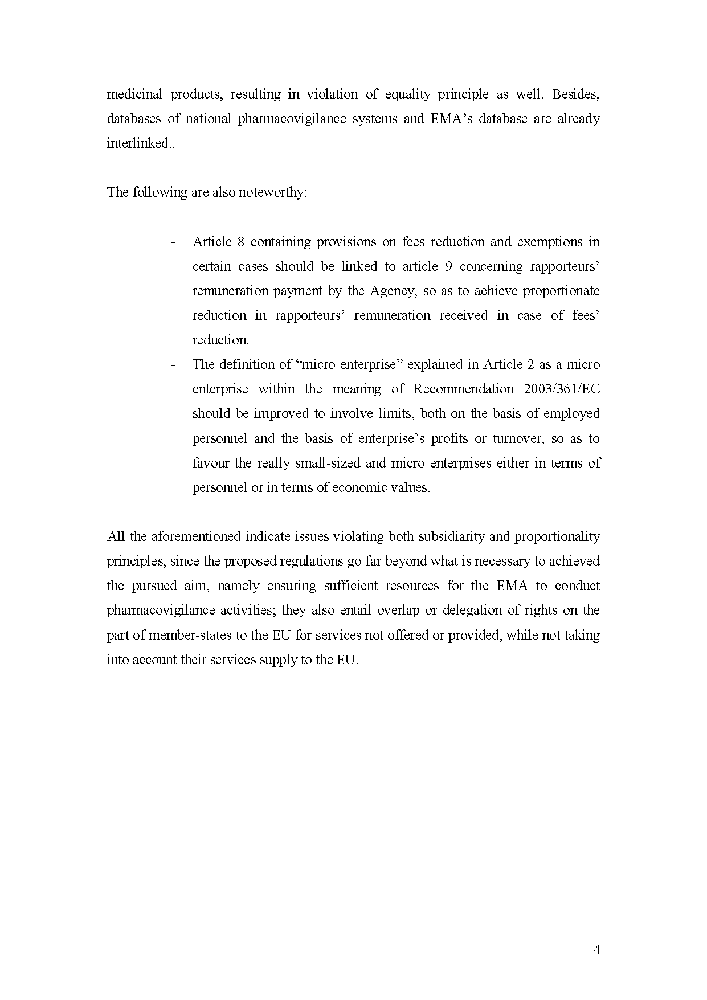 medicinal products, resulting in violation of equality principle as well. Besides,
databases of national pharmacovigilance systems and EMA’s database are already
interlinked..
The following are also noteworthy:
- Article 8 containing provisions on fees reduction and exemptions in
certain cases should be linked to article 9 concerning rapporteurs’
remuneration payment by the Agency, so as to achieve proportionate
reduction in rapporteurs’ remuneration received in case of fees’
reduction.
- The definition of “micro enterprise” explained in Article 2 as a micro
enterprise within the meaning of Recommendation 2003/361/EC
should be improved to involve limits, both on the basis of employed
personnel and the basis of enterprise’s profits or turnover, so as to
favour the really small-sized and micro enterprises either in terms of
personnel or in terms of economic values.
All the aforementioned indicate issues violating both subsidiarity and proportionality
principles, since the proposed regulations go far beyond what is necessary to achieved
the pursued aim, namely ensuring sufficient resources for the EMA to conduct
pharmacovigilance activities; they also entail overlap or delegation of rights on the
part of member-states to the EU for services not offered or provided, while not taking
into account their services supply to the EU.
4